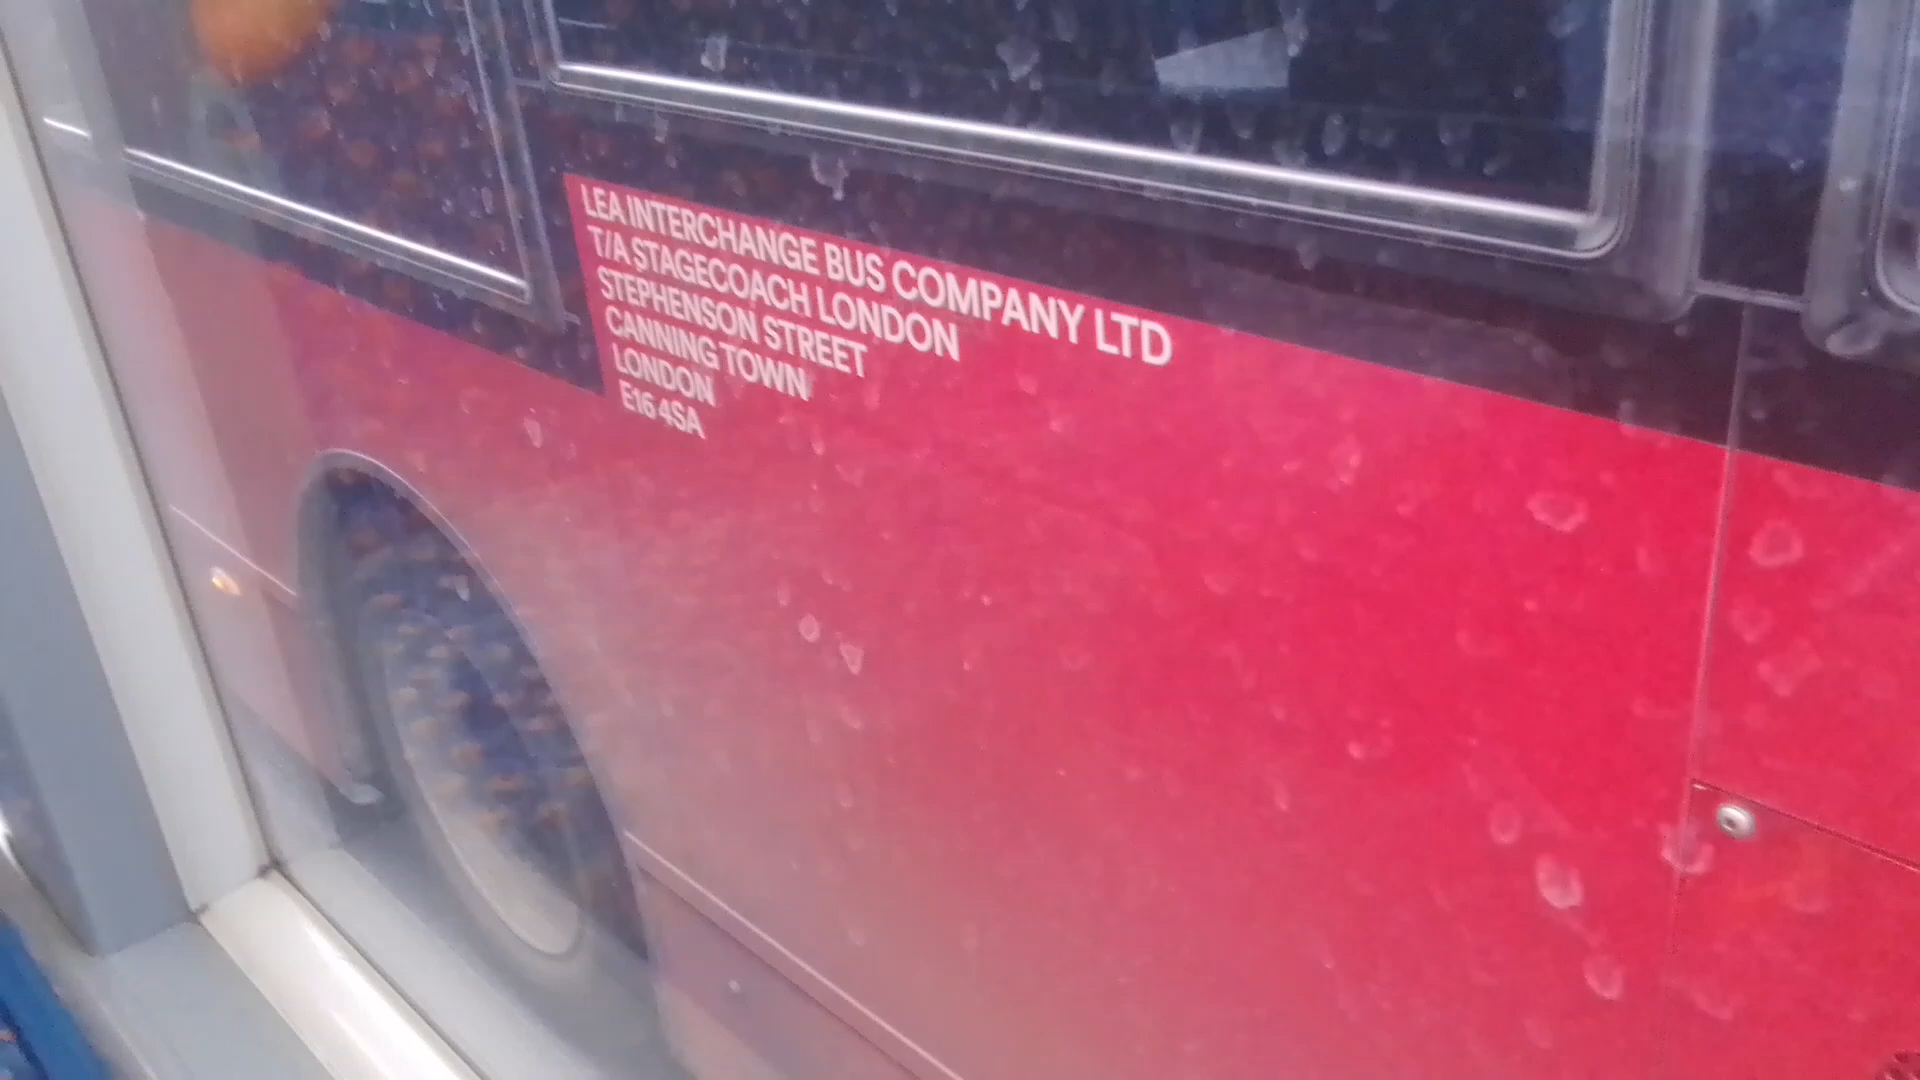 LEA INTERCHANGE BUS COMPANY LTD
T/A STAGECOACH LONDON
STEPHENSON STREET
CANNING TOWN
LONDON
E16 4SA